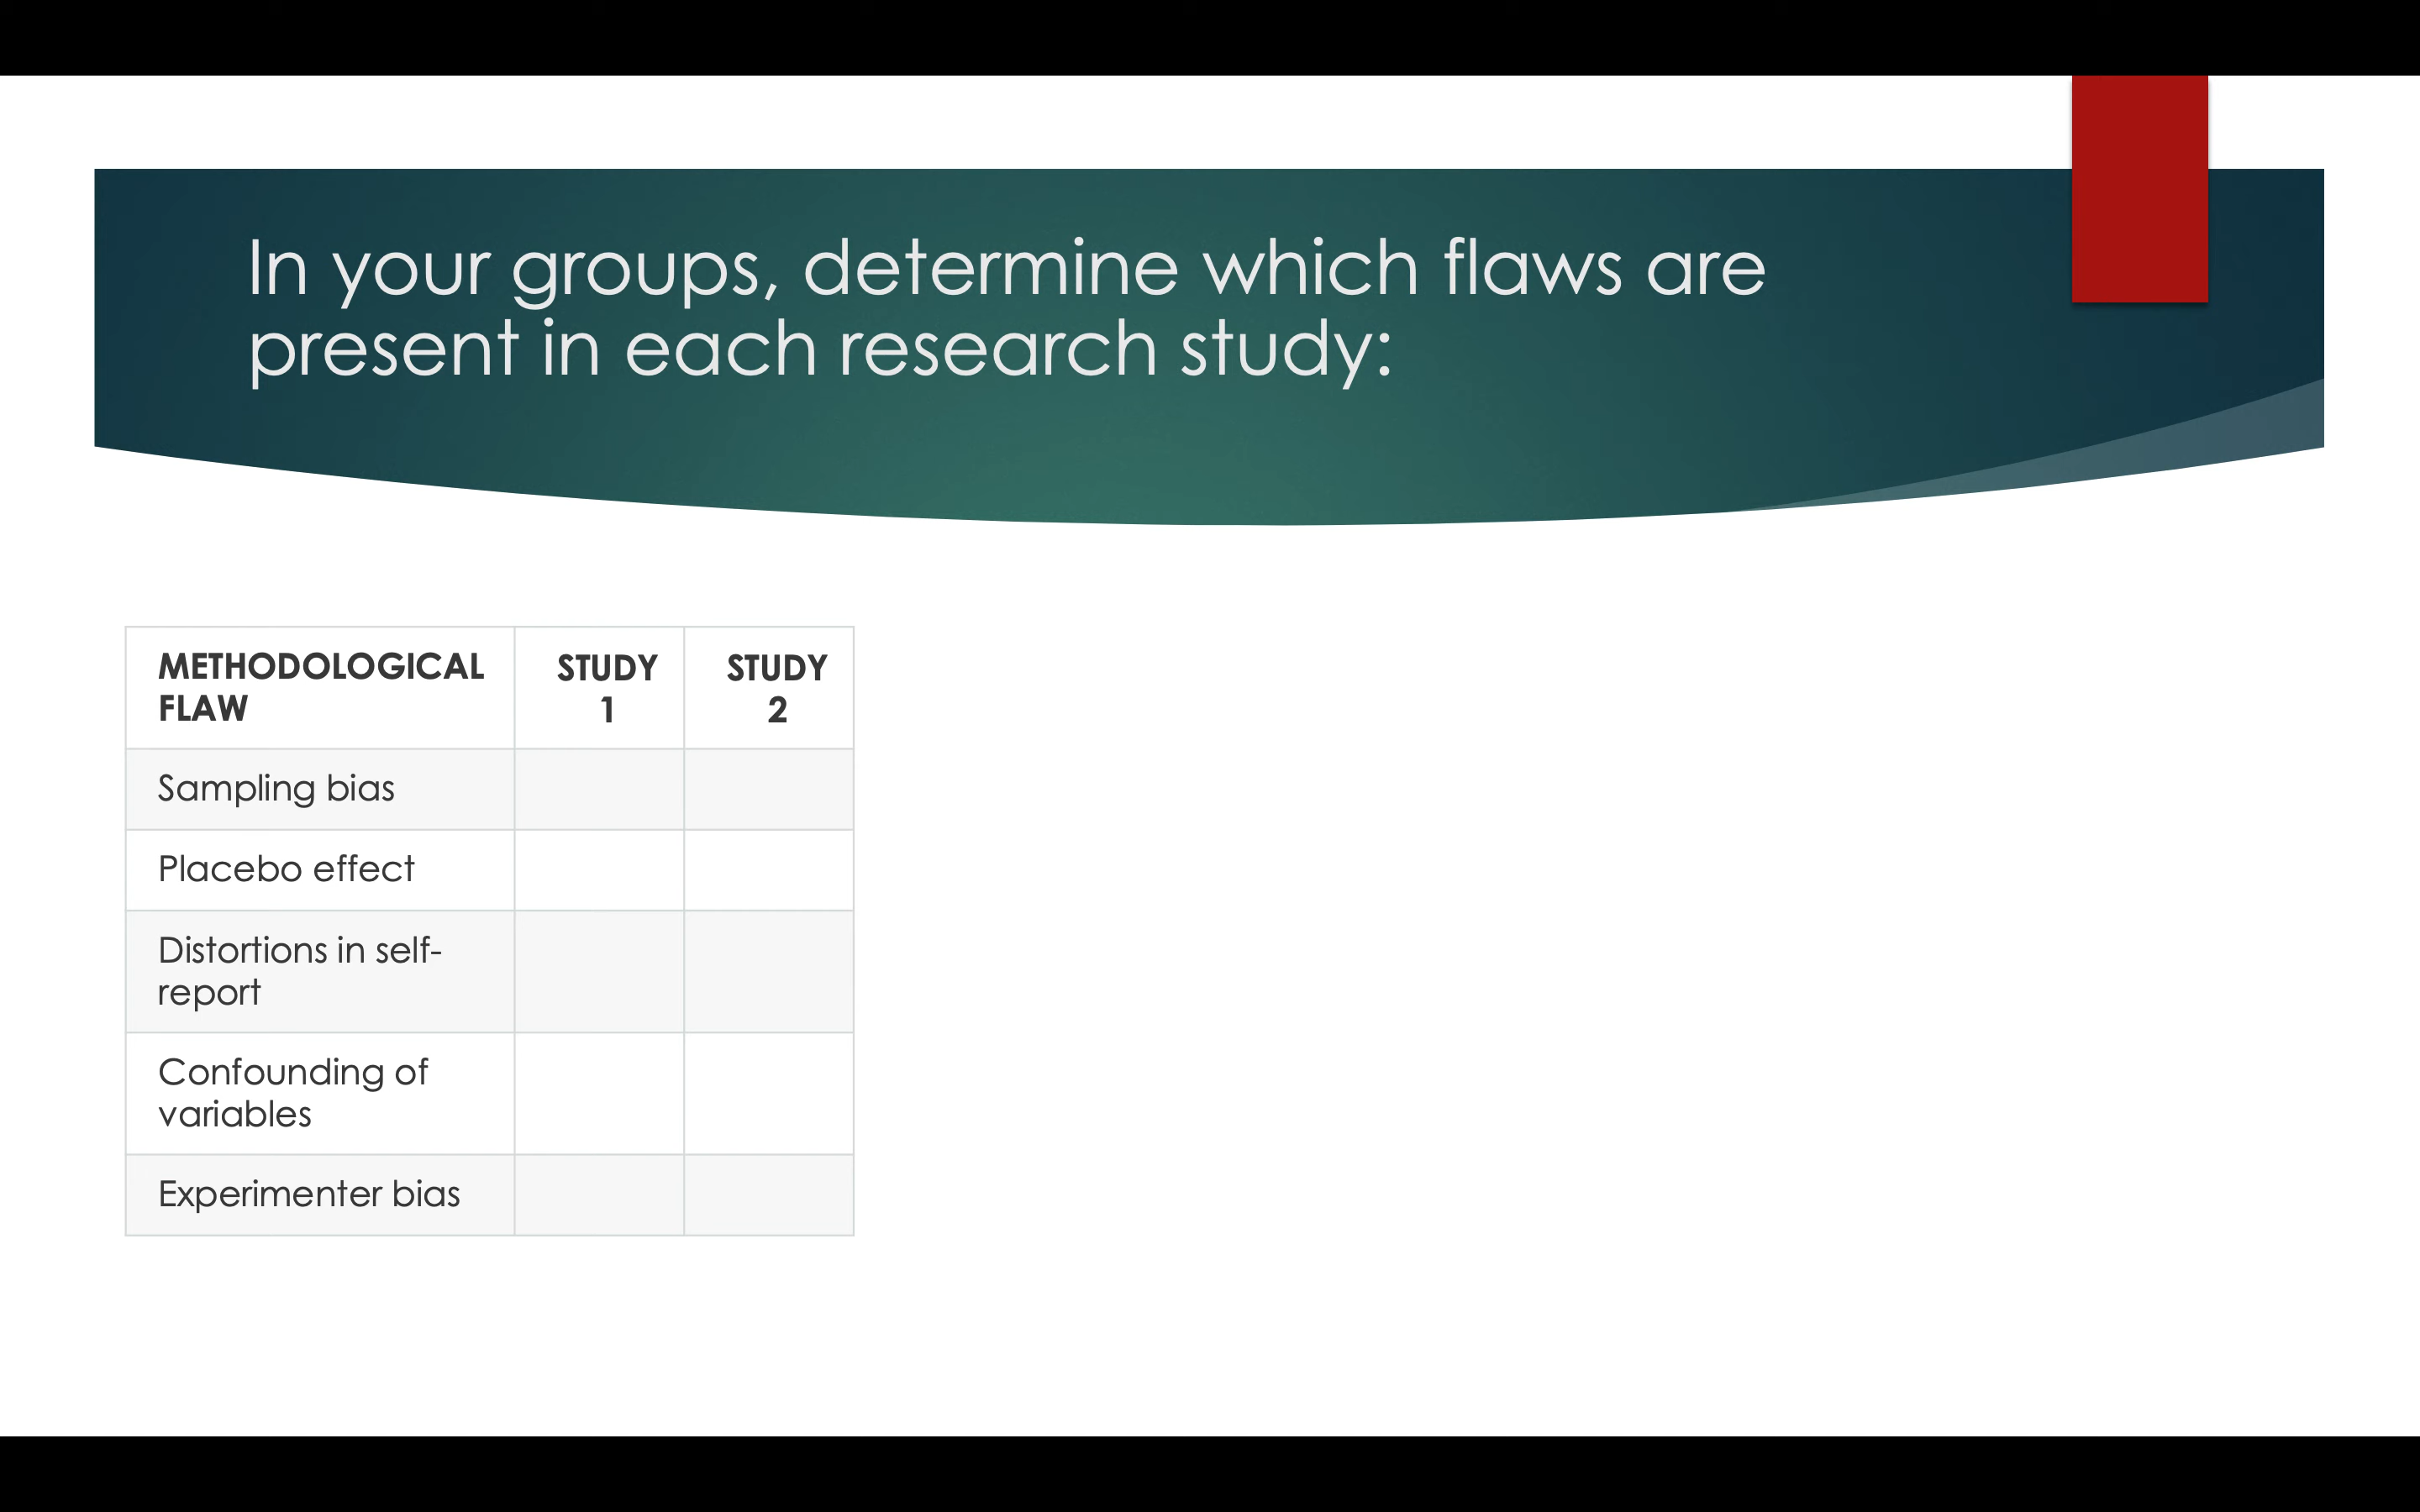 In your groups, determine which flaws are
present in each research study:
METHODOLOGICAL
FLAW
STUDY
1
STUDY
2
Sampling bias
Placebo effect
Distortions in self-
report
Confounding of
variables
Experimenter bias